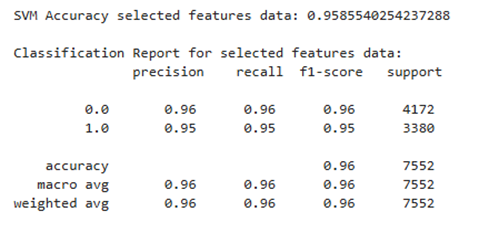 SVM Accuracy selected features data: 0.9585540254237288
Classification Report for selected features data:
precision recall f1-score support
0.0 0.96 0.96 0.96 4172
1.0 0.95 0.95 0.95 3380
accuracy 0.96 7552
macro avg 0.96 0.96 0.96 7552
weighted avg 0.96 0.96 0.96 7552